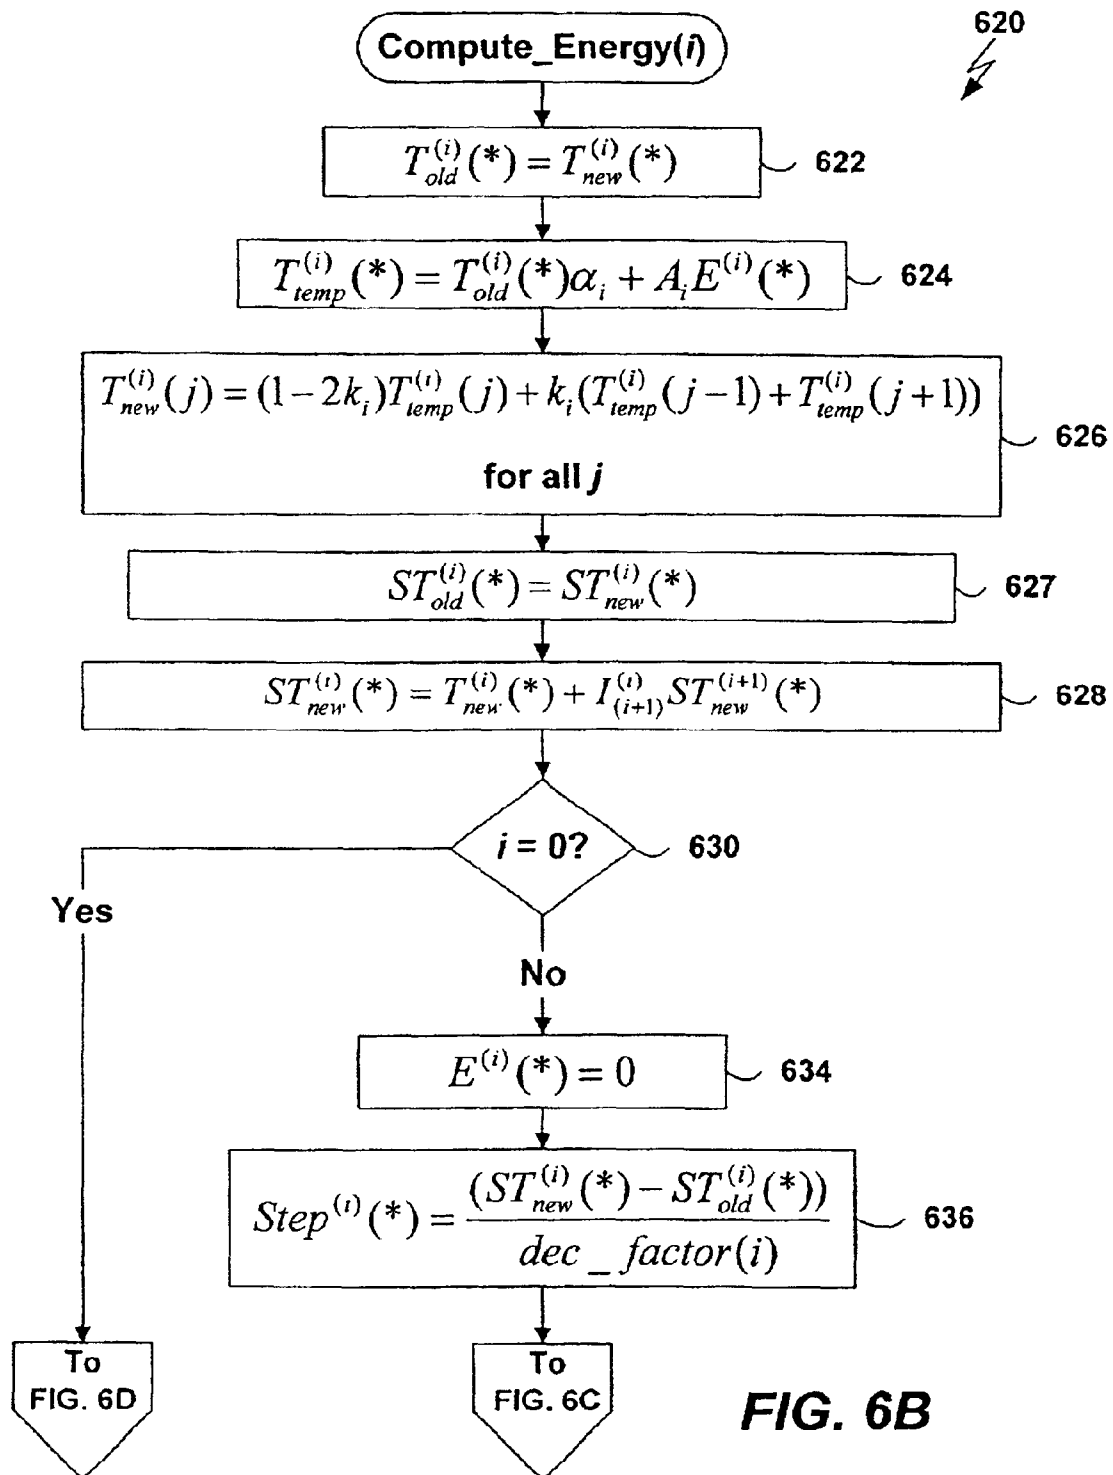 Compute_Energy(i)
620
T_old^(i)(*) = T_new^(i)(*)
622
T_temp^(i)(*) = T_old^(i)(*)α_i + A_i E^(i)(*)
624
T_new^(i)(j) = (1-2k_i)T_temp^(i)(j) + k_i(T_temp^(i)(j-1) + T_temp^(i)(j+1))
for all j
626
ST_old^(i)(*) = ST_new^(i)(*)
627
ST_new^(i)(*) = T_new^(i)(*) + I_(i+1)^(i) ST_new^(i+1)(*)
628
i = 0?
630
Yes
No
E^(i)(*) = 0
634
Step^(i)(*) = (ST_new^(i)(*) - ST_old^(i)(*)) / dec_factor(i)
636
To
FIG. 6D
To
FIG. 6C
FIG. 6B